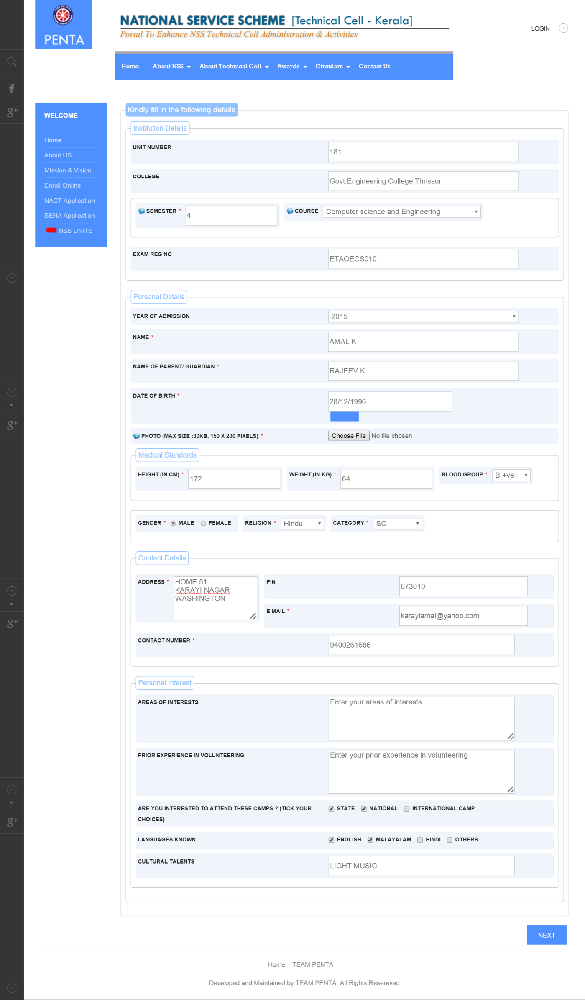 PENTA
NATIONAL SERVICE SCHEME [Technical Cell - Kerala]
Portal To Enhance NSS Technical Cell Administration & Activities
LOGIN
Home About NSS About Technical Cell Awards Circulars Contact Us
g+
WELCOME
Home
About US
Mission & Vision
Enroll Online
NACT Application
SENA Application
NSS UNITS
Kindly fill in the following details
Institution Details
UNIT NUMBER 181
COLLEGE Govt.Engineering College,Thrissur
SEMESTER * 4 COURSE Computer science and Engineering
EXAM REG NO ETAOECS010
Personal Details
YEAR OF ADMISSION 2015
NAME * AMAL K
NAME OF PARENT/ GUARDIAN * RAJEEV K
DATE OF BIRTH * 28/12/1996
g+
PHOTO (MAX SIZE :30KB, 150 X 200 PIXELS) * Choose File No file chosen
Medical Standards
HEIGHT (IN CM) * 172 WEIGHT (IN KG) * 64 BLOOD GROUP * B +ve
GENDER * MALE FEMALE RELIGION * Hindu CATEGORY * SC
Contact Details
ADDRESS * HOME 51
KARAYI NAGAR
WASHINGTON
PIN 673010
E MAIL * karayiamal@yahoo.com
g+
CONTACT NUMBER * 9400261686
Personal Interest
AREAS OF INTERESTS Enter your areas of interests
PRIOR EXPERIENCE IN VOLUNTEERING Enter your prior experience in volunteering
ARE YOU INTERESTED TO ATTEND THESE CAMPS ? (TICK YOUR
CHOICES)
STATE NATIONAL INTERNATIONAL CAMP
g+
LANGUAGES KNOWN ENGLISH MALAYALAM HINDI OTHERS
CULTURAL TALENTS LIGHT MUSIC
NEXT
Home TEAM PENTA
Developed and Maintained by TEAM PENTA. All Rights Resereved